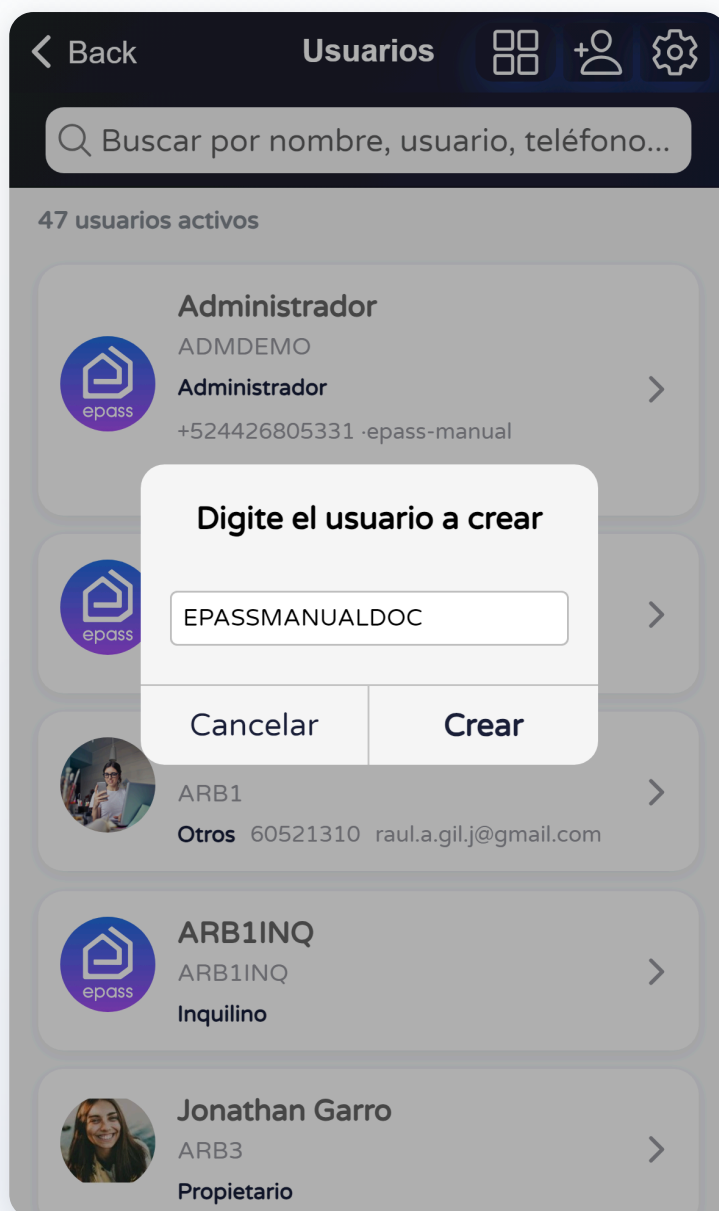 Back
Usuarios
Buscar por nombre, usuario, teléfono...
47 usuarios activos
Administrador
ADMDEMO
epass
Administrador
+524426805331 ·epass-manual
Digite el usuario a crear
epass
EPASSMANUALDOC
Cancelar
Crear
ARB1
Otros 60521310 raul.a.gil.j@gmail.com
ARB1INQ
ARB1INQ
epass
Inquilino
Jonathan Garro
ARB3
Propietario